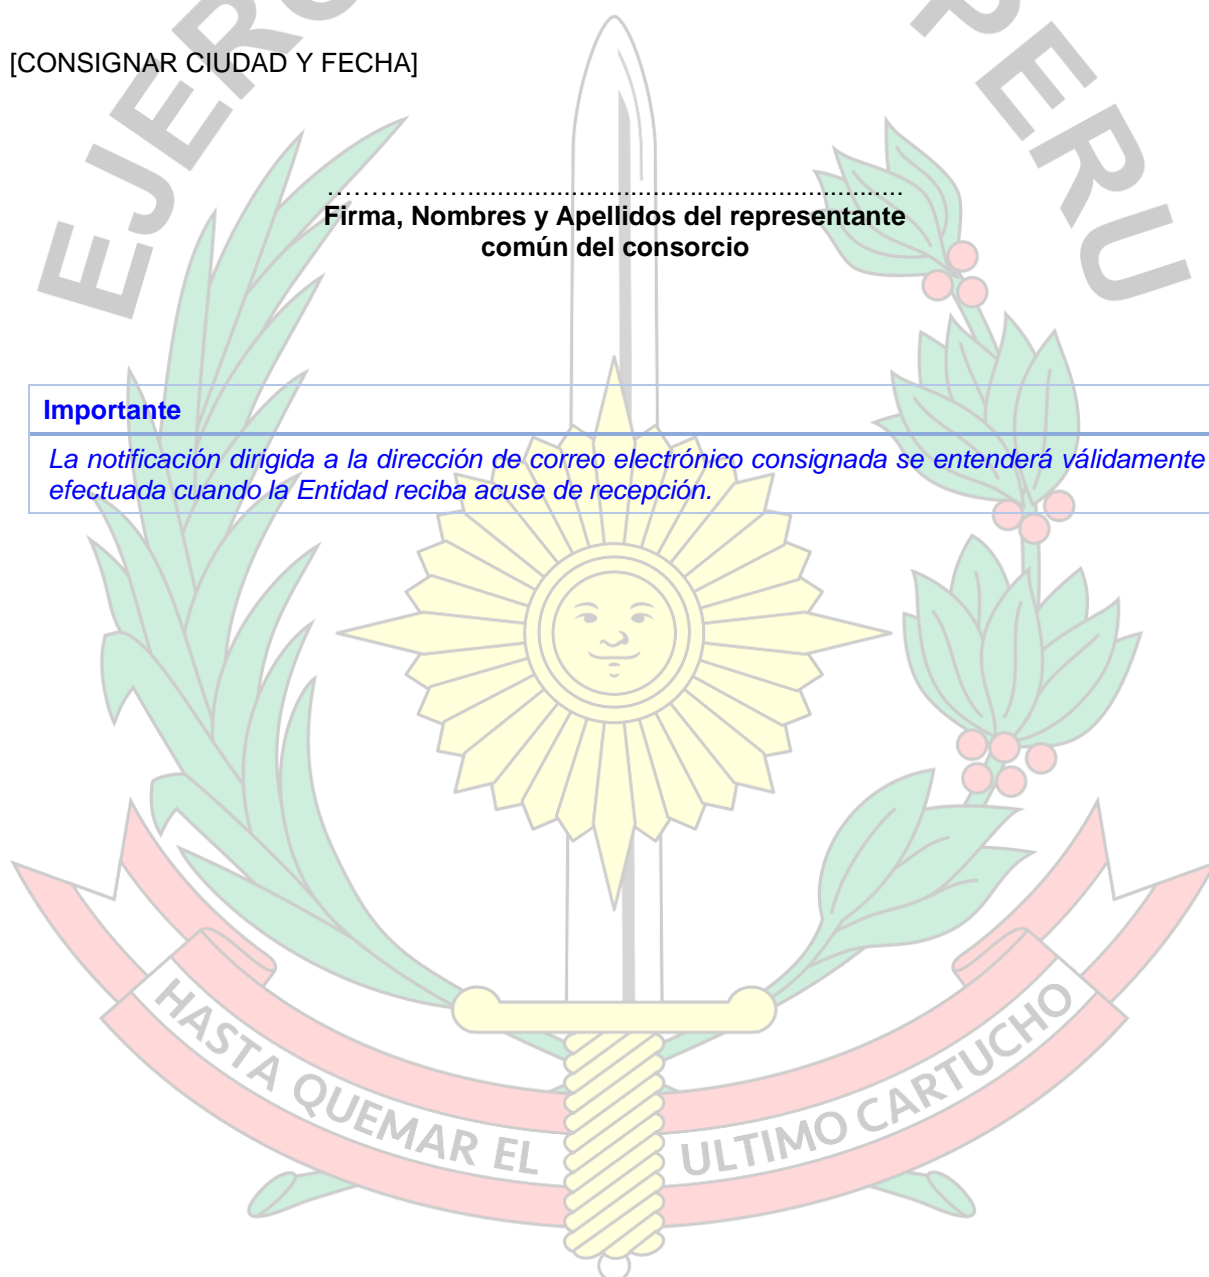 EJERC
PERU
[CONSIGNAR CIUDAD Y FECHA]
……………...........................................................
Firma, Nombres y Apellidos del representante
común del consorcio
Importante
La notificación dirigida a la dirección de correo electrónico consignada se entenderá válidamente
efectuada cuando la Entidad reciba acuse de recepción.
HASTA QUEMAR EL ULTIMO CARTUCHO